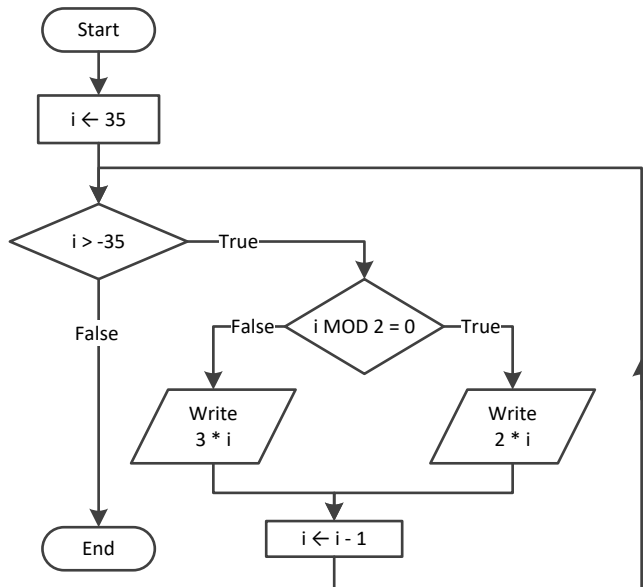 Start
i ← 35
i > -35
True
False
i MOD 2 = 0
False
True
Write
3 * i
Write
2 * i
i ← i - 1
End